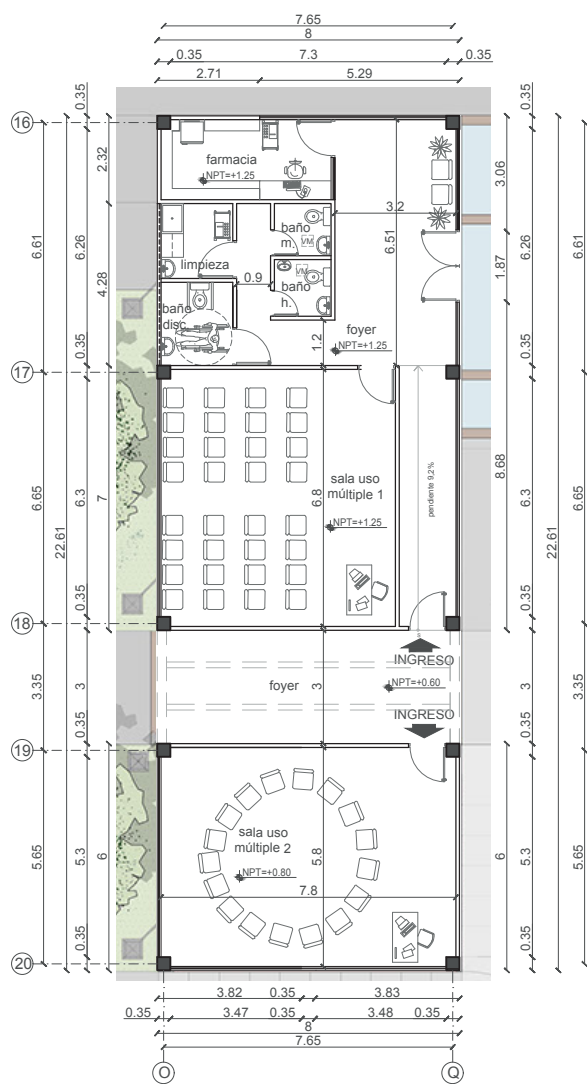 7.65
8
0.35 7.3 0.35
2.71 5.29
16
17
18
19
20
6.61
6.65
3.35
5.65
22.61
0.35
6.26
0.35
6.3
0.35
3
0.35
5.3
0.35
2.32
4.28
7
6
farmacia
NPT=+1.25
limpieza
baño
m.
VM
VM
baño
h.
baño
disc.
0.9
1.2
3.2
6.51
foyer
NPT=+1.25
sala uso
múltiple 1
NPT=+1.25
6.8
pendiente 9,2%
INGRESO
foyer
3
NPT=+0.60
INGRESO
sala uso
múltiple 2
NPT=+0.80
5.8
7.8
0.35
3.06
1.87
8.68
6.26
0.35
6.3
0.35
3
3
0.35
6
5.3
0.35
22.61
6.61
6.65
3.35
5.65
3.82 0.35 3.83
0.35 3.47 0.35 3.48 0.35
8
7.65
O
Q